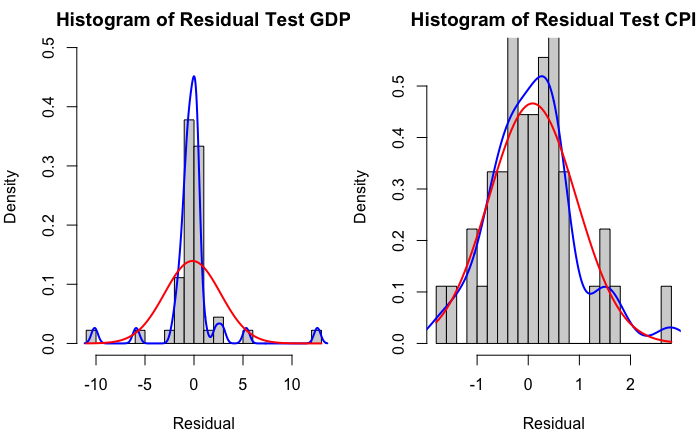 Histogram of Residual Test GDP
Density
0.0 0.1 0.2 0.3 0.4 0.5
-10 -5 0 5 10
Residual
Histogram of Residual Test CPI
Density
0.0 0.1 0.2 0.3 0.4 0.5
-1 0 1 2
Residual